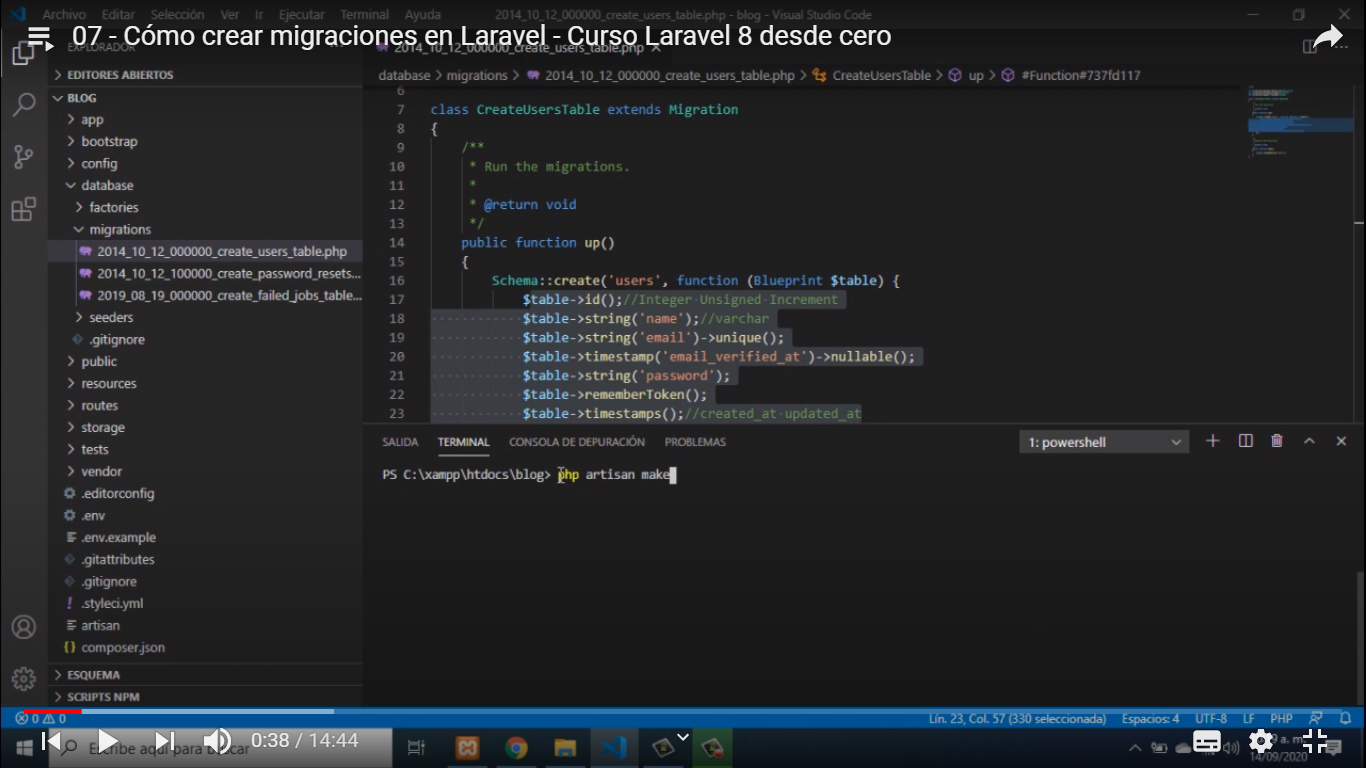 Archivo Editar Selección Ver Ir Ejecutar Terminal Ayuda 2014_10_12_000000_create_users_table.php - blog - Visual Studio Code
07 - Cómo crear migraciones en Laravel - Curso Laravel 8 desde cero
EXPLORADOR
2014_10_12_000000_create_users_table.php
EDITORES ABIERTOS
database > migrations > 2014_10_12_000000_create_users_table.php > CreateUsersTable > up > #Function#737fd117
BLOG
app
bootstrap
config
database
factories
migrations
2014_10_12_000000_create_users_table.php
2014_10_12_100000_create_password_resets...
2019_08_19_000000_create_failed_jobs_table...
seeders
.gitignore
public
resources
routes
storage
tests
vendor
.editorconfig
.env
.env.example
.gitattributes
.gitignore
.styleci.yml
artisan
composer.json
ESQUEMA
SCRIPTS NPM
6
7 class CreateUsersTable extends Migration
8 {
9 /**
10 * Run the migrations.
11 *
12 * @return void
13 */
14 public function up()
15 {
16 Schema::create('users', function (Blueprint $table) {
17 $table->id();//Integer Unsigned Increment
18 $table->string('name');//varchar
19 $table->string('email')->unique();
20 $table->timestamp('email_verified_at')->nullable();
21 $table->string('password');
22 $table->rememberToken();
23 $table->timestamps();//created_at updated_at
SALIDA TERMINAL CONSOLA DE DEPURACIÓN PROBLEMAS 1: powershell
PS C:\xampp\htdocs\blog> php artisan make
0 0 Lín. 23, Col. 57 (330 seleccionada) Espacios: 4 UTF-8 LF PHP
Escribe aquí para buscar
0:38 / 14:44
a. m.
14/09/2020